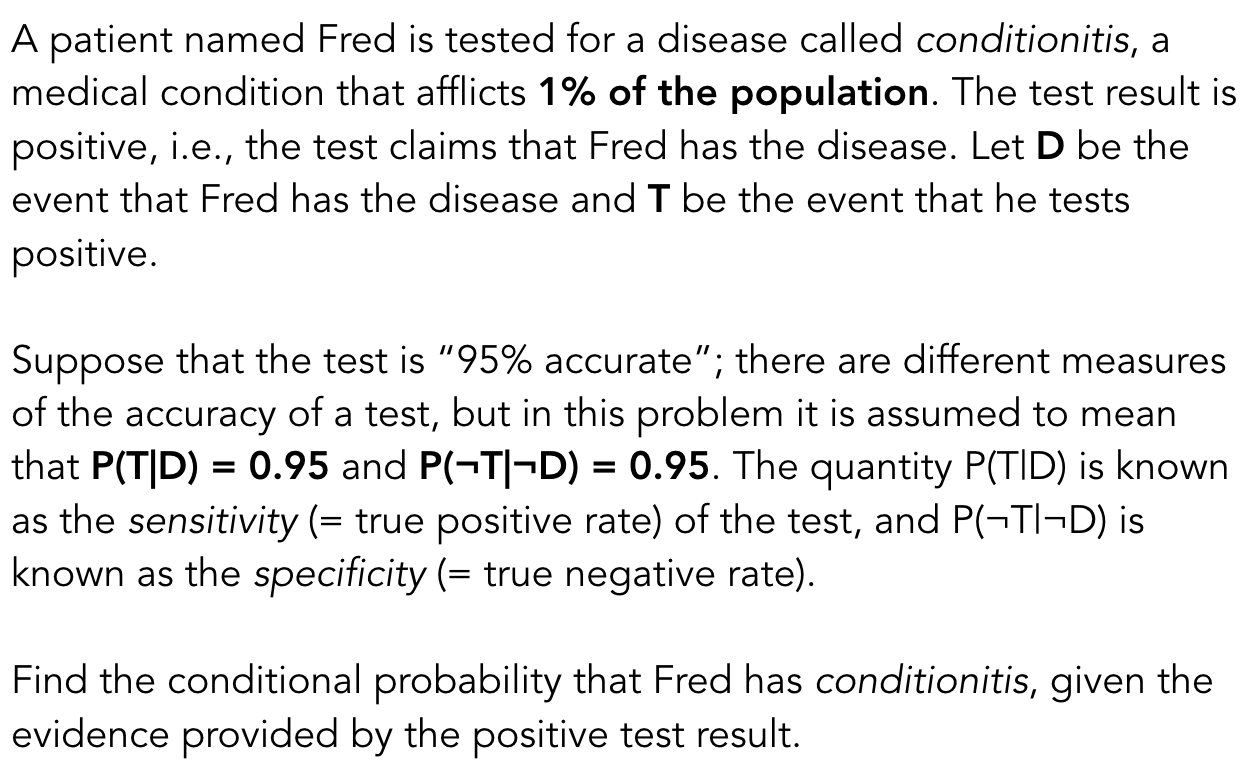 A patient named Fred is tested for a disease called conditionitis, a
medical condition that afflicts 1% of the population. The test result is
positive, i.e., the test claims that Fred has the disease. Let D be the
event that Fred has the disease and T be the event that he tests
positive.
Suppose that the test is “95% accurate”; there are different measures
of the accuracy of a test, but in this problem it is assumed to mean
that P(T|D) = 0.95 and P(¬T|¬D) = 0.95. The quantity P(T|D) is known
as the sensitivity (= true positive rate) of the test, and P(¬T|¬D) is
known as the specificity (= true negative rate).
Find the conditional probability that Fred has conditionitis, given the
evidence provided by the positive test result.